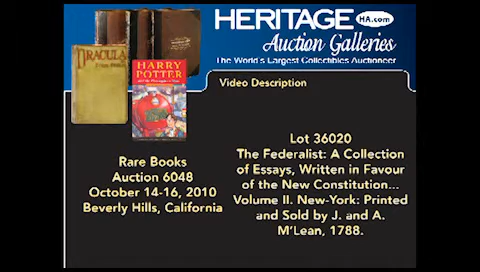 HERITAGE HA.com
Auction Galleries
The World's Largest Collectibles Auctioneer
DRACULA
HARRY
POTTER
Video Description
Rare Books
Auction 6048
October 14-16, 2010
Beverly Hills, California
Lot 36020
The Federalist: A Collection
of Essays, Written in Favour
of the New Constitution...
Volume II. New-York: Printed
and Sold by J. and A.
M'Lean, 1788.